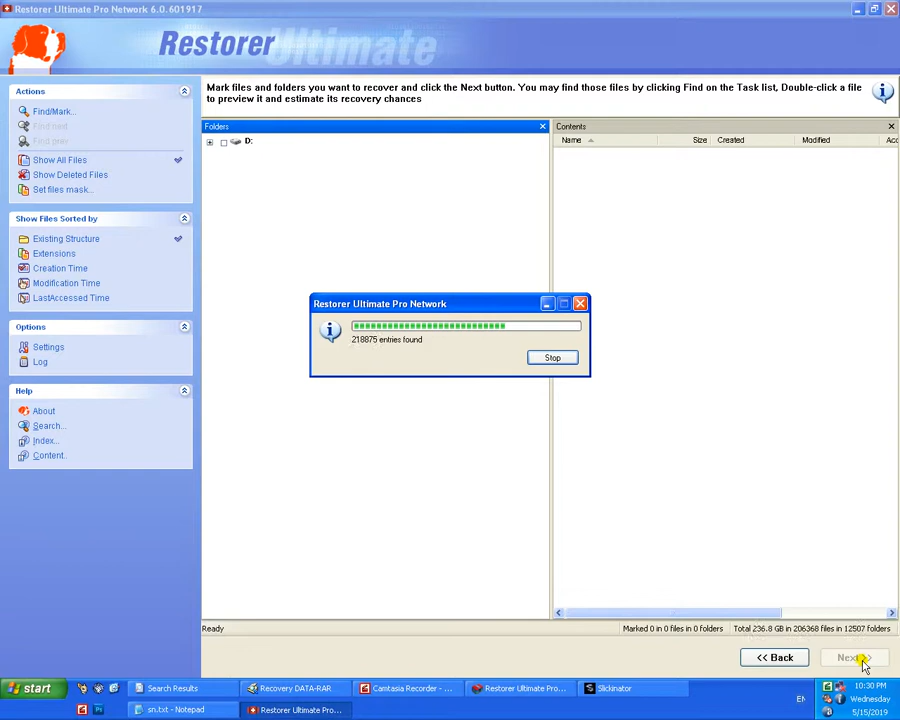 Restorer Ultimate Pro Network 6.0.601917
Restorer Ultimate
Actions
Find/Mark...
Find next
Find prev
Show All Files
Show Deleted Files
Set files mask...
Show Files Sorted by
Existing Structure
Extensions
Creation Time
Modification Time
LastAccessed Time
Options
Settings
Log
Help
About
Search...
Index...
Content.
Mark files and folders you want to recover and click the Next button. You may find those files by clicking Find on the Task list, Double-click a file
to preview it and estimate its recovery chances
Folders
D:
Contents
Name Size Created Modified Acc
Restorer Ultimate Pro Network
218875 entries found
Stop
Ready
Marked 0 in 0 files in 0 folders
Total 236.8 GB in 206368 files in 12507 folders
<< Back
Next >>
start
Search Results
Recovery DATA-RAR
Camtasia Recorder - ...
Restorer Ultimate Pro...
Slickinator
sn.txt - Notepad
Restorer Ultimate Pro...
EN
10:30 PM
Wednesday
5/15/2019